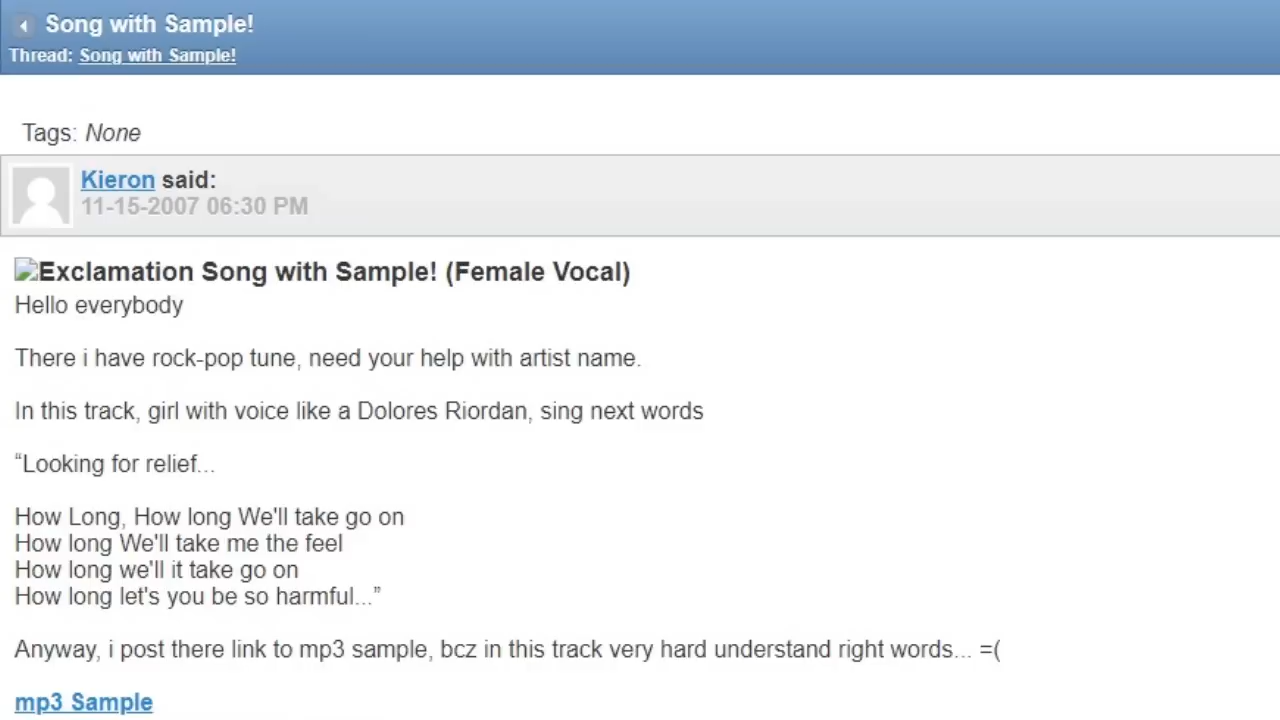 Song with Sample!
Thread: Song with Sample!
Tags: None
Kieron said:
11-15-2007 06:30 PM
Exclamation Song with Sample! (Female Vocal)
Hello everybody
There i have rock-pop tune, need your help with artist name.
In this track, girl with voice like a Dolores Riordan, sing next words
“Looking for relief...
How Long, How long We'll take go on
How long We'll take me the feel
How long we'll it take go on
How long let's you be so harmful...”
Anyway, i post there link to mp3 sample, bcz in this track very hard understand right words... =(
mp3 Sample